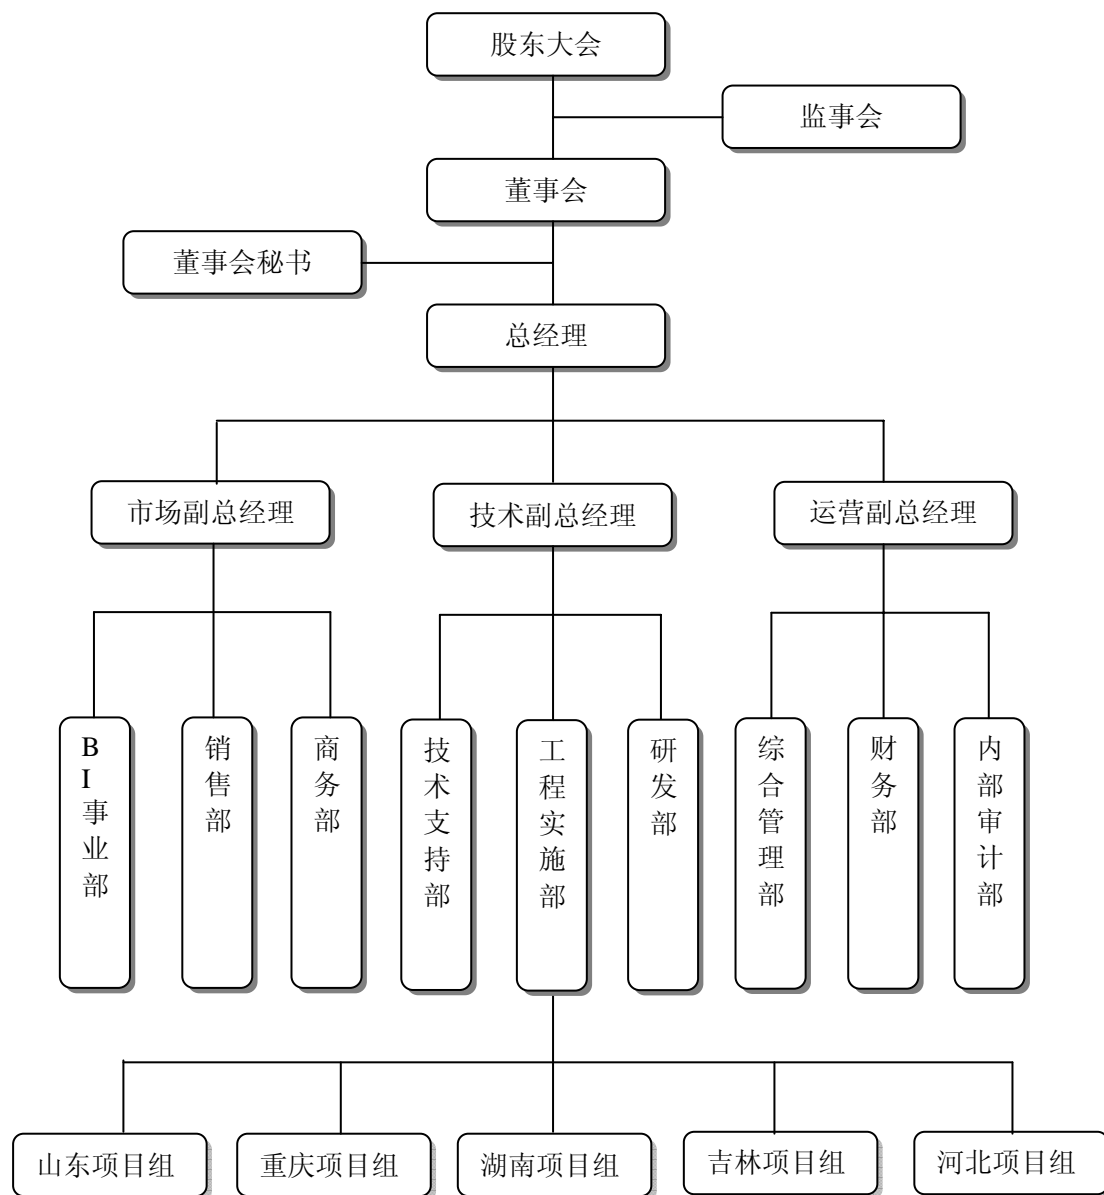 股东大会
监事会
董事会
董事会秘书
总经理
市场副总经理
技术副总经理
运营副总经理
BI事业部
销售部
商务部
技术支持部
工程实施部
研发部
综合管理部
财务部
内部审计部
山东项目组
重庆项目组
湖南项目组
吉林项目组
河北项目组